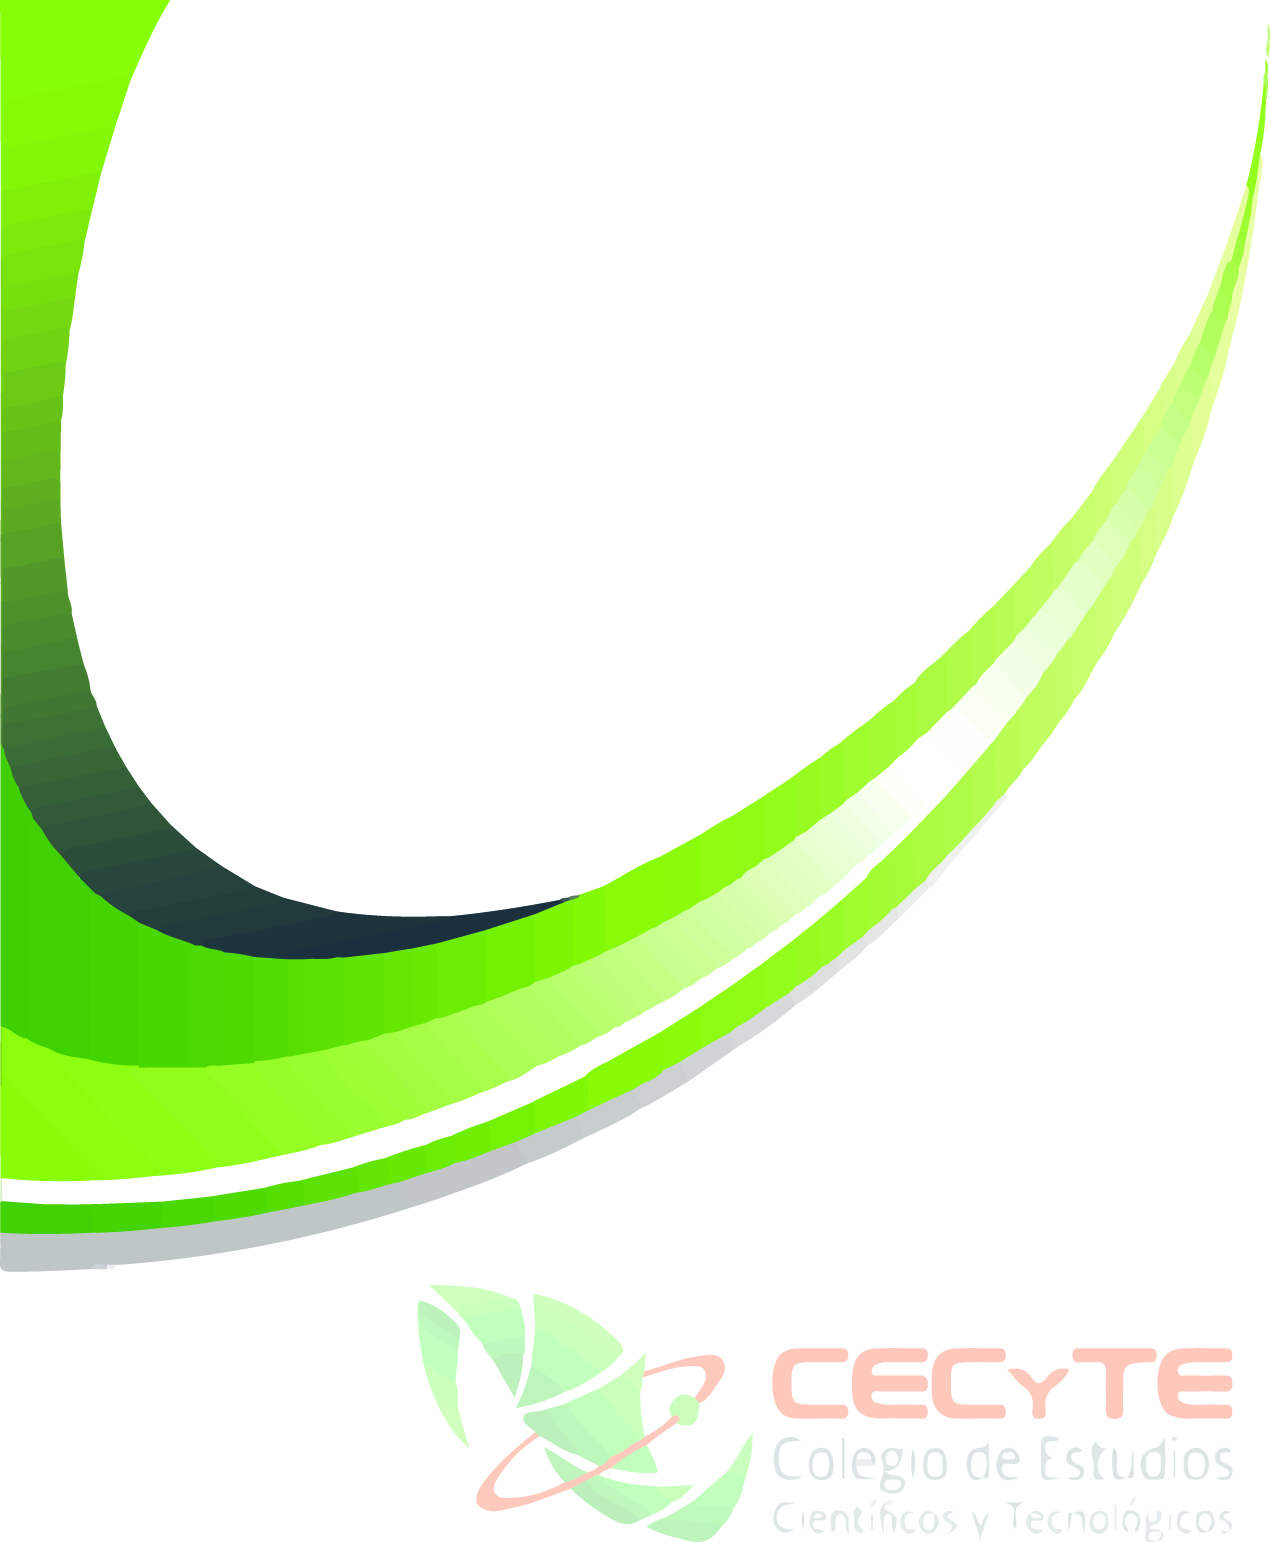 CECyTE
Colegio de Estudios
Científicos y Tecnológicos